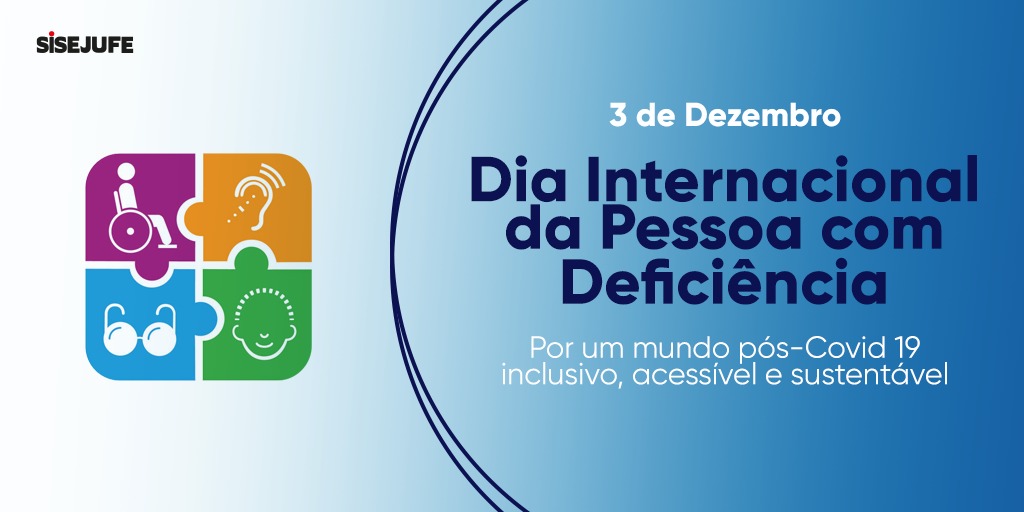 SISEJUFE
3 de Dezembro
Dia Internacional
da Pessoa com
Deficiência
Por um mundo pós-Covid 19
inclusivo, acessível e sustentável